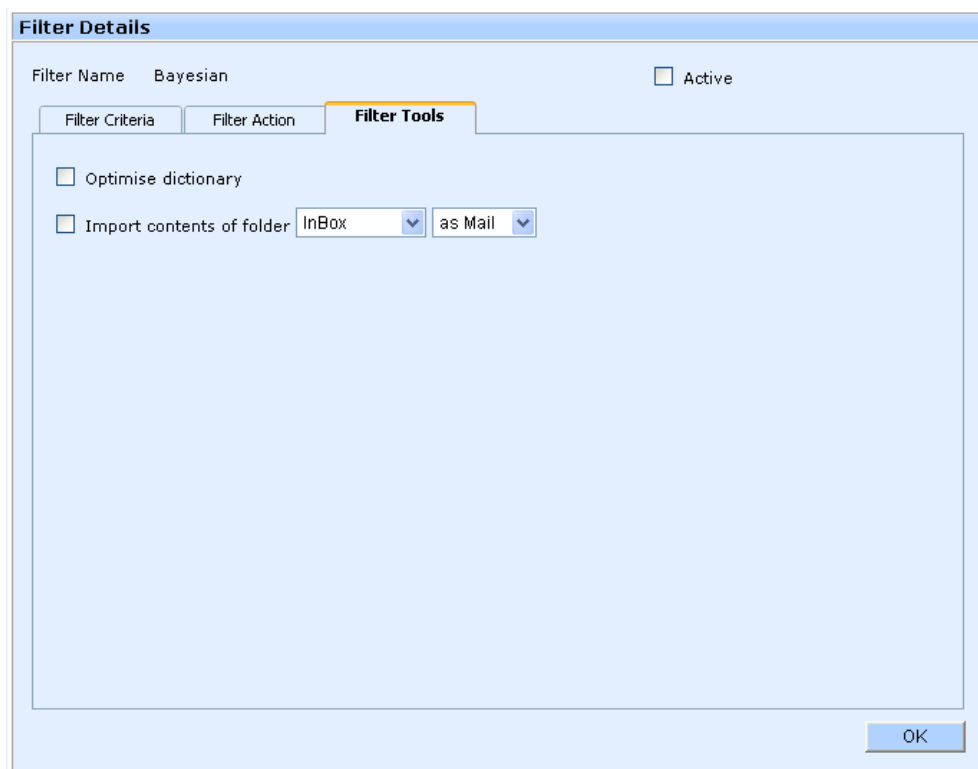 Filter Details
Filter Name Bayesian Active
Filter Criteria Filter Action Filter Tools
Optimise dictionary
Import contents of folder InBox as Mail
OK